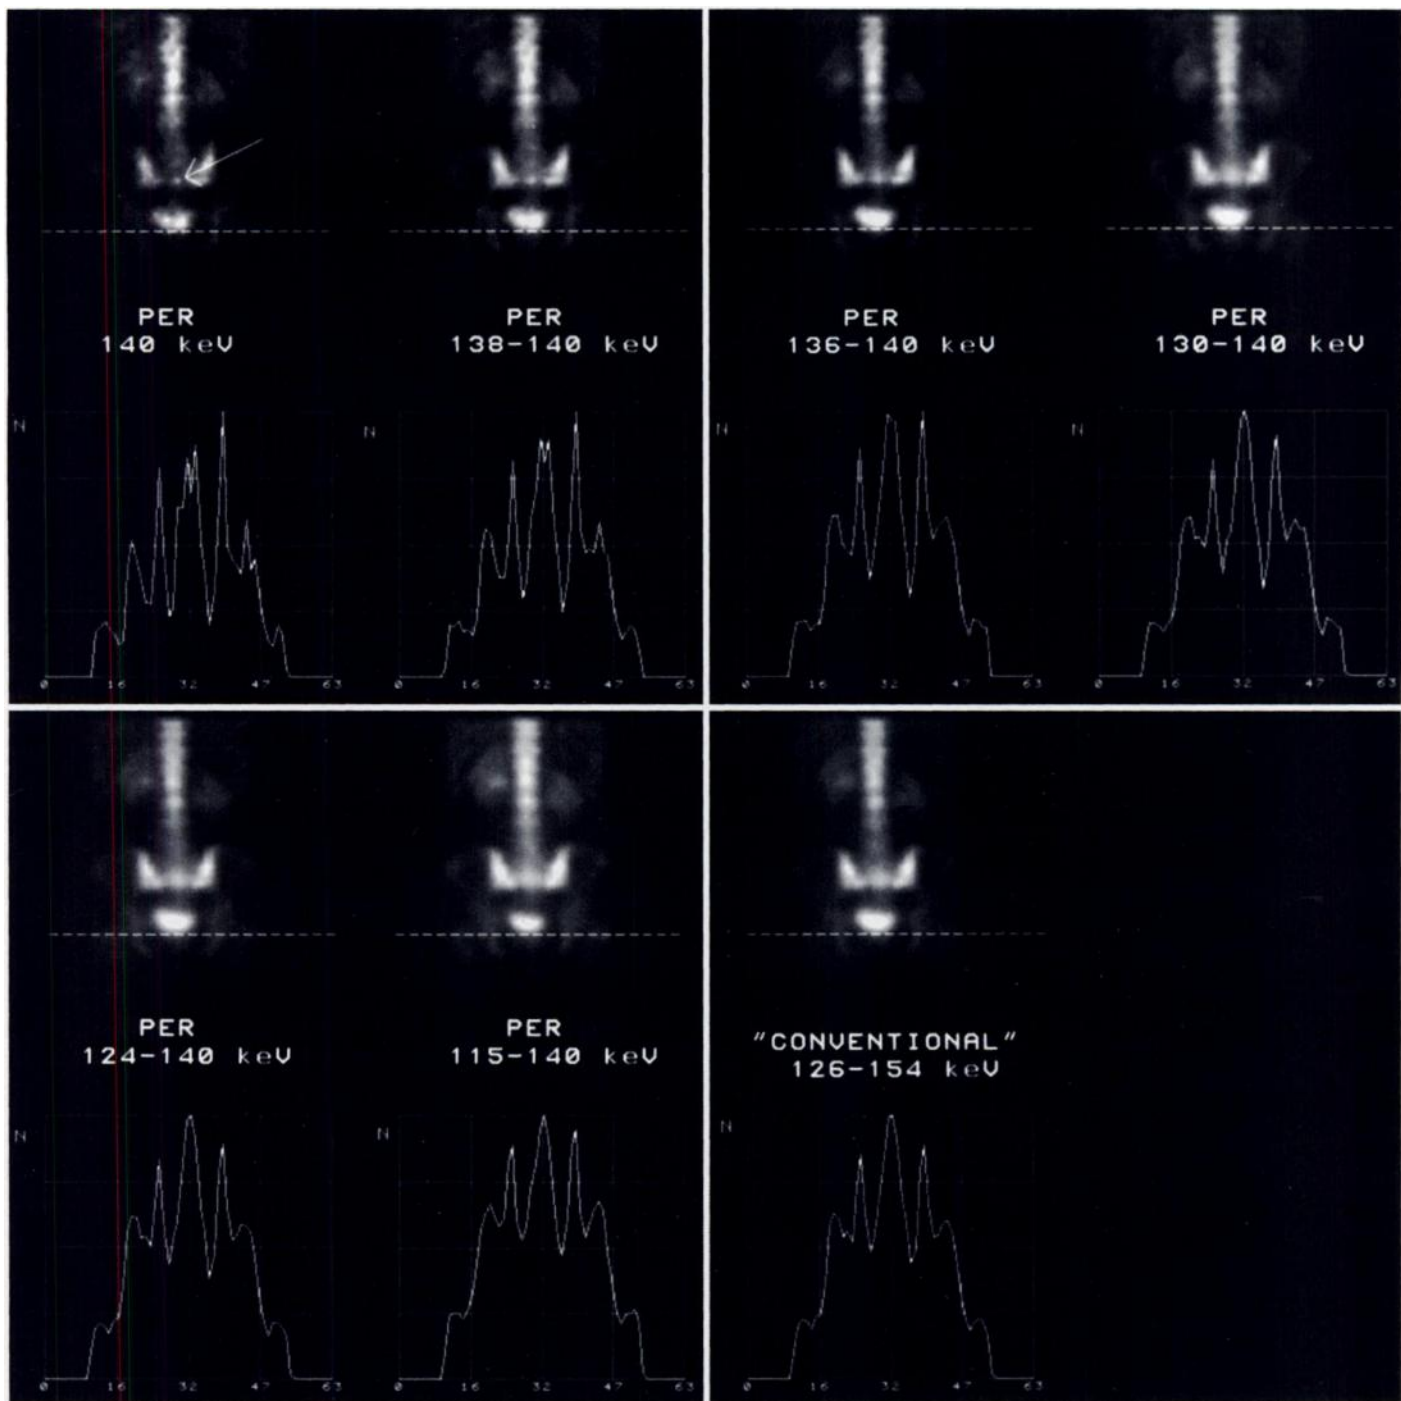 PER
140 keV
PER
138-140 keV
N
0 16 32 47 63
N
0 16 32 47 63
PER
136-140 keV
PER
130-140 keV
N
0 16 32 47 63
N
0 16 32 47 63
PER
124-140 keV
PER
115-140 keV
N
0 16 32 47 63
N
0 16 32 47 63
"CONVENTIONAL"
126-154 keV
N
0 16 32 47 63